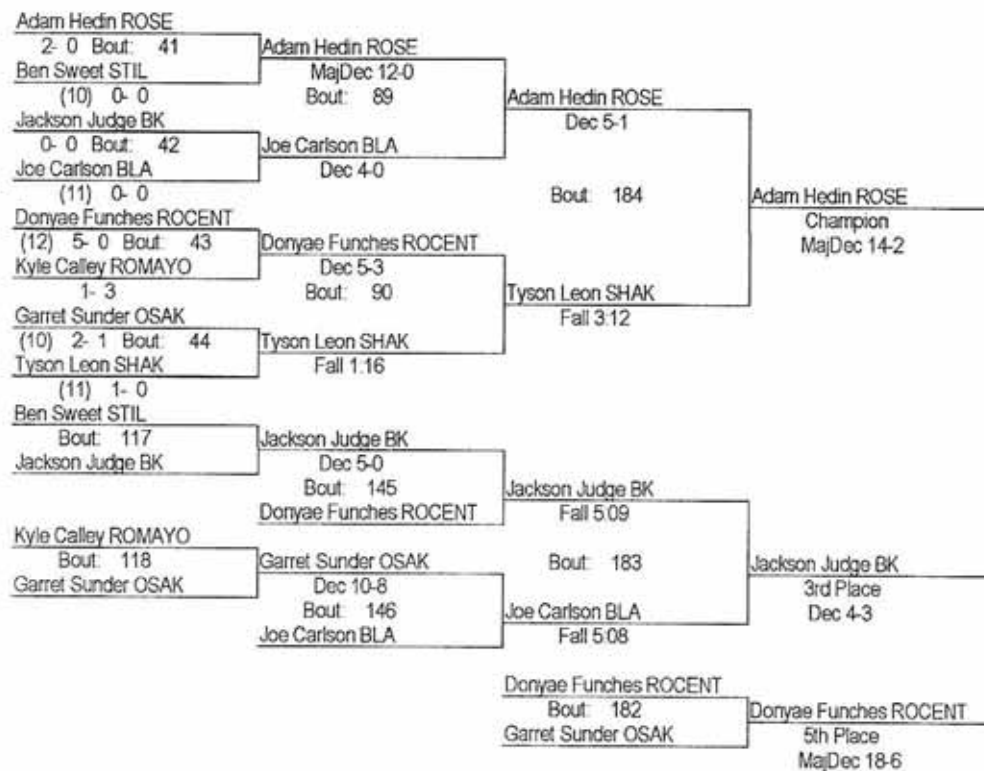 Adam Hedin ROSE
2- 0 Bout: 41
Ben Sweet STIL
(10) 0- 0
Jackson Judge BK
0- 0 Bout: 42
Joe Carlson BLA
(11) 0- 0
Donyae Funches ROCENT
(12) 5- 0 Bout: 43
Kyle Calley ROMAYO
1- 3
Garret Sunder OSAK
(10) 2- 1 Bout: 44
Tyson Leon SHAK
(11) 1- 0
Ben Sweet STIL
Bout: 117
Jackson Judge BK
Kyle Calley ROMAYO
Bout: 118
Garret Sunder OSAK
Adam Hedin ROSE
MajDec 12-0
Bout: 89
Joe Carlson BLA
Dec 4-0
Donyae Funches ROCENT
Dec 5-3
Bout: 90
Tyson Leon SHAK
Fall 1:16
Jackson Judge BK
Dec 5-0
Bout: 145
Donyae Funches ROCENT
Garret Sunder OSAK
Dec 10-8
Bout: 146
Joe Carlson BLA
Adam Hedin ROSE
Dec 5-1
Bout: 184
Tyson Leon SHAK
Fall 3:12
Jackson Judge BK
Fall 5:09
Bout: 183
Joe Carlson BLA
Fall 5:08
Donyae Funches ROCENT
Bout: 182
Garret Sunder OSAK
Adam Hedin ROSE
Champion
MajDec 14-2
Jackson Judge BK
3rd Place
Dec 4-3
Donyae Funches ROCENT
5th Place
MajDec 18-6